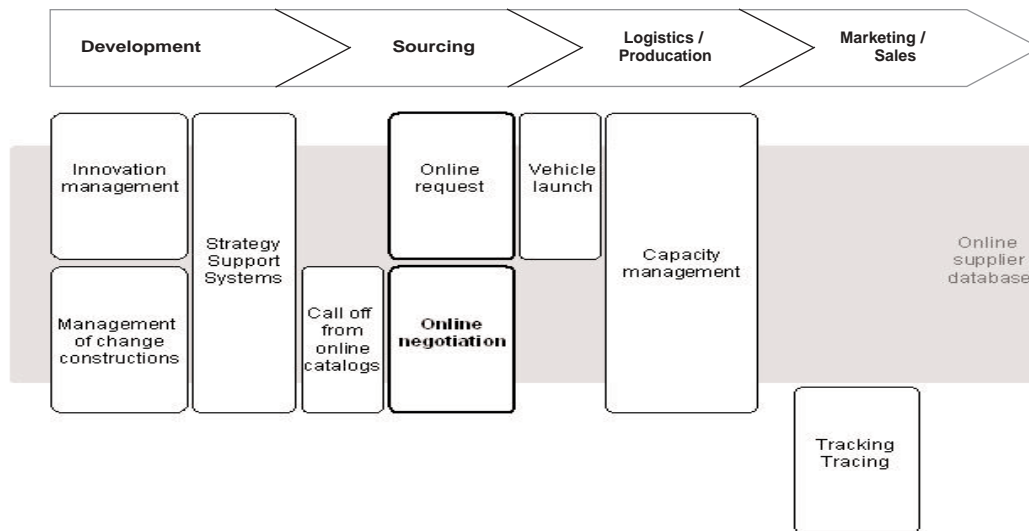 Development
Sourcing
Logistics /
Producation
Marketing /
Sales
Innovation
management
Strategy
Support
Systems
Management
of change
constructions
Call off
from
online
catalogs
Online
request
Online
negotiation
Vehicle
launch
Capacity
management
Online
supplier
database
Tracking
Tracing